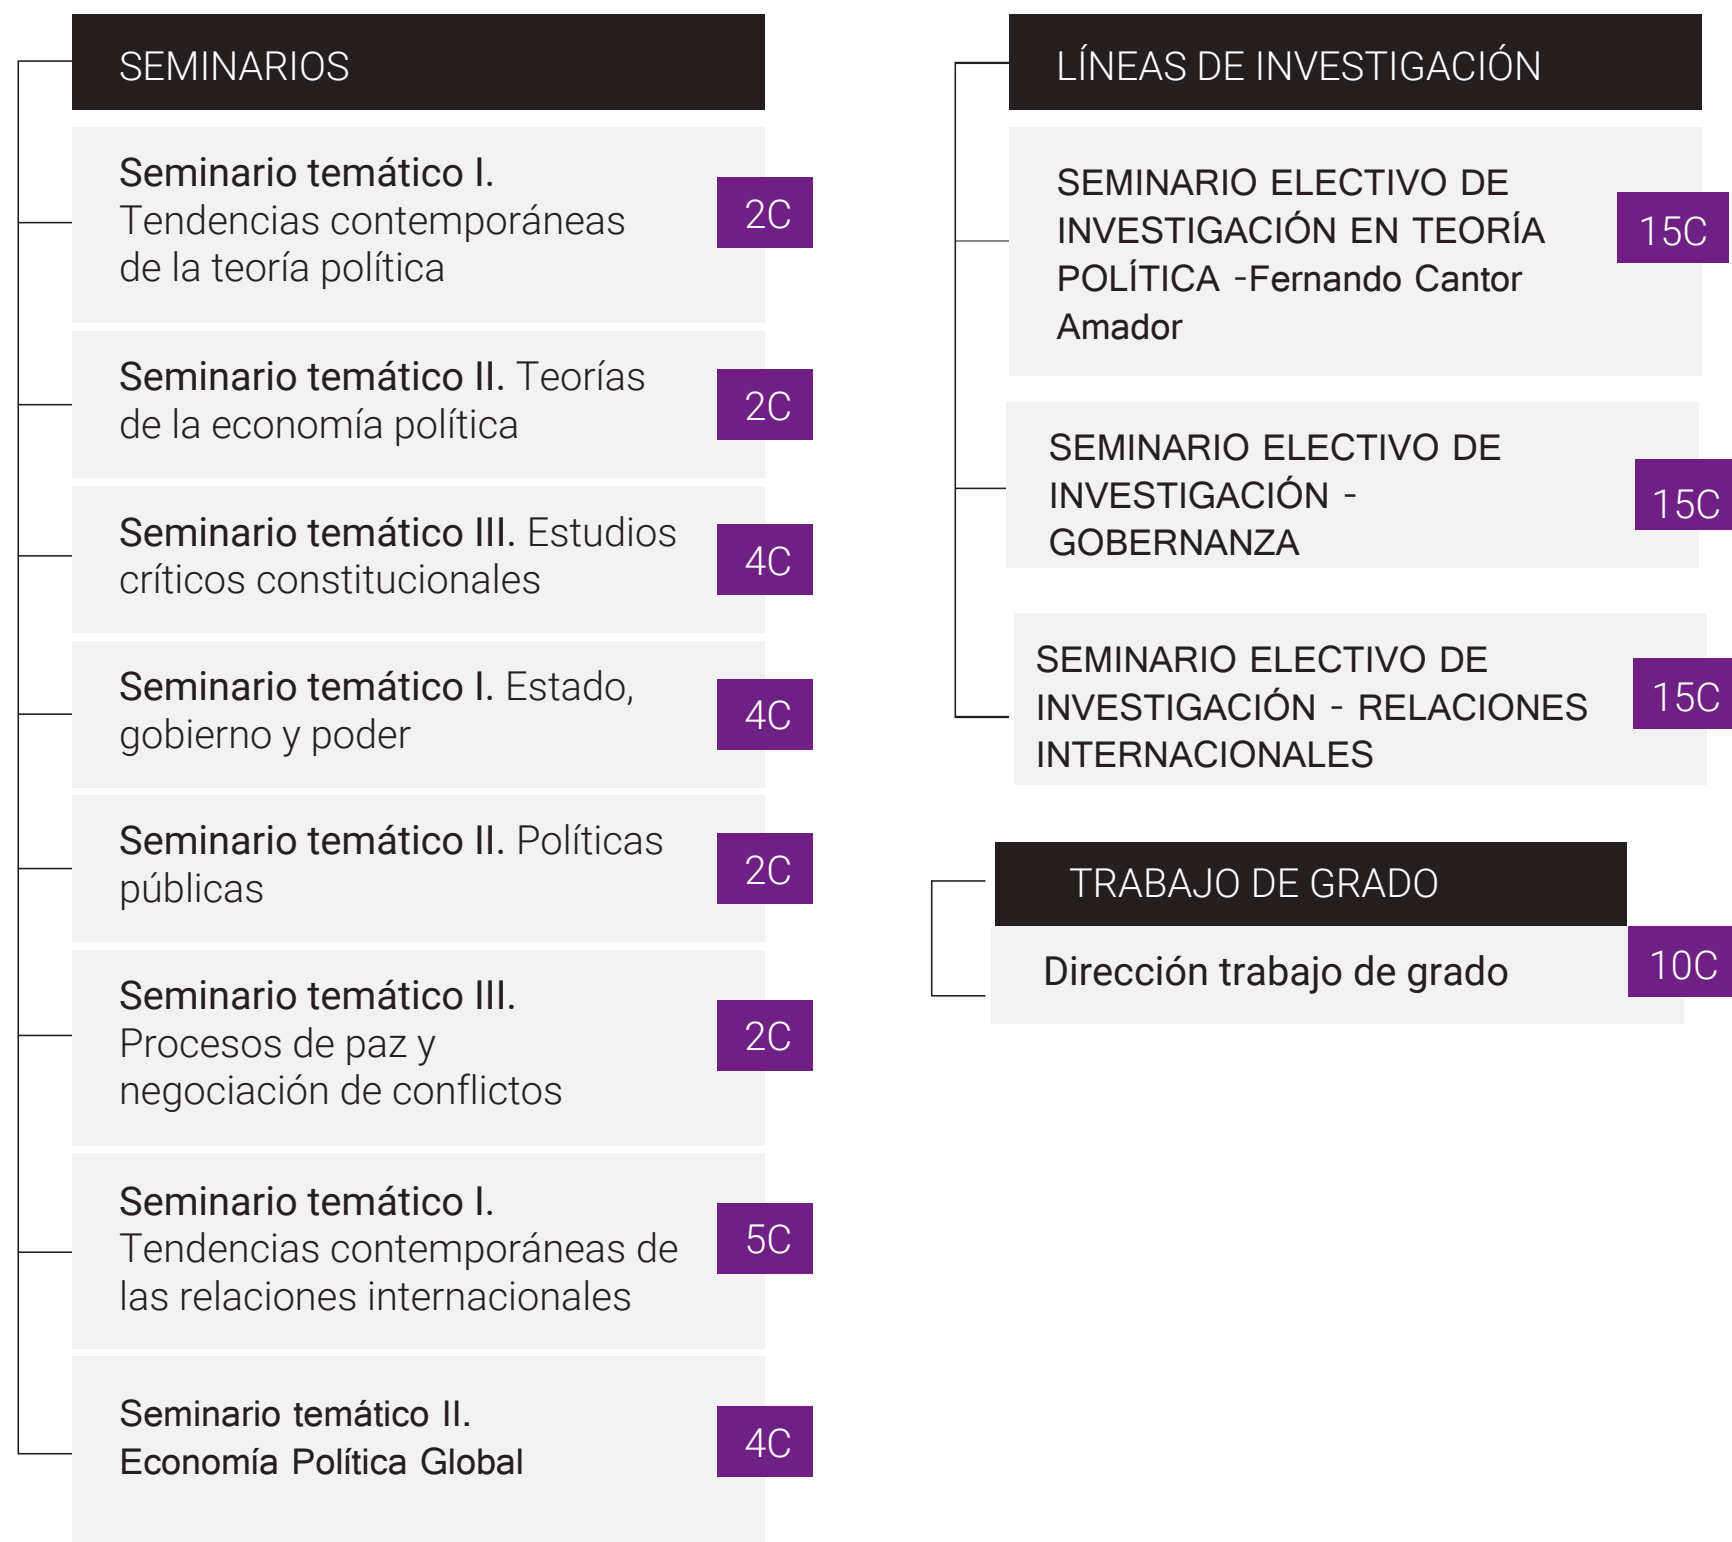 SEMINARIOS
Seminario temático I.
Tendencias contemporáneas
de la teoría política
2C
Seminario temático II. Teorías
de la economía política
2C
Seminario temático III. Estudios
críticos constitucionales
4C
Seminario temático I. Estado,
gobierno y poder
4C
Seminario temático II. Políticas
públicas
2C
Seminario temático III.
Procesos de paz y
negociación de conflictos
2C
Seminario temático I.
Tendencias contemporáneas de
las relaciones internacionales
5C
Seminario temático II.
Economía Política Global
4C
LÍNEAS DE INVESTIGACIÓN
SEMINARIO ELECTIVO DE
INVESTIGACIÓN EN TEORÍA
POLÍTICA -Fernando Cantor
Amador
15C
SEMINARIO ELECTIVO DE
INVESTIGACIÓN -
GOBERNANZA
15C
SEMINARIO ELECTIVO DE
INVESTIGACIÓN - RELACIONES
INTERNACIONALES
15C
TRABAJO DE GRADO
Dirección trabajo de grado
10C